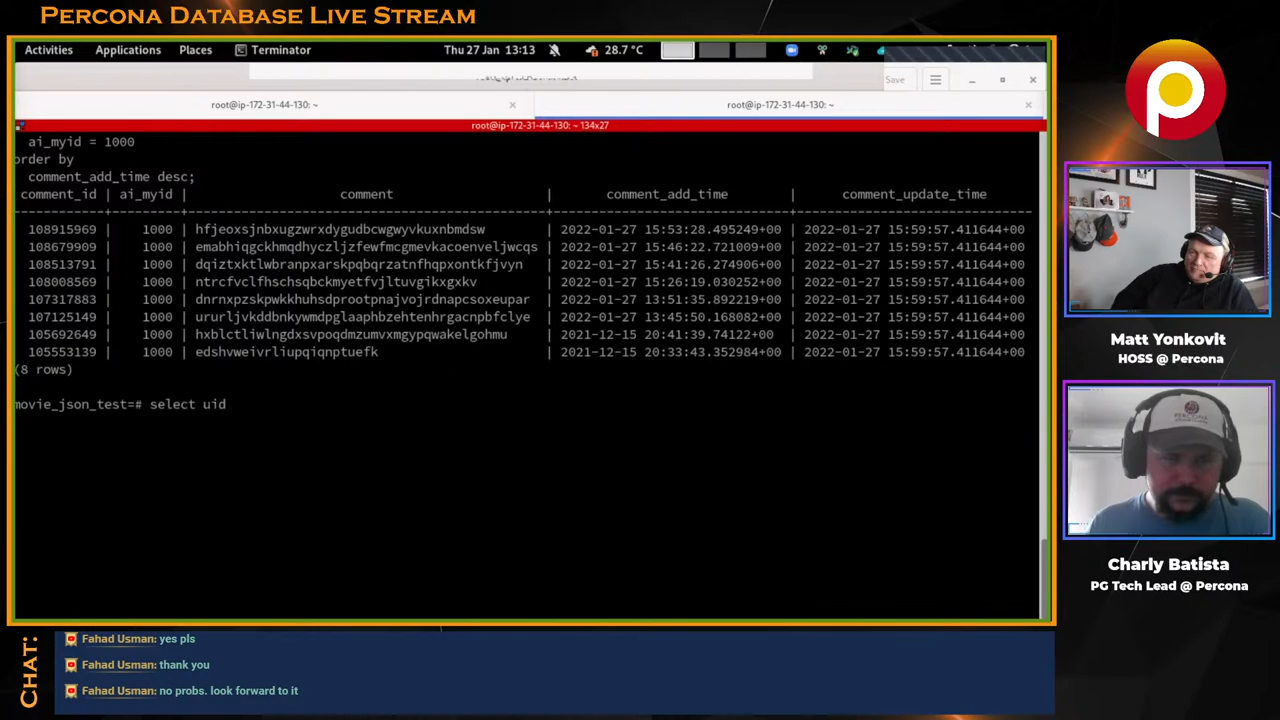 Percona Database Live Stream
Activities Applications Places Terminator Thu 27 Jan 13:13 28.7 °C
Save
root@ip-172-31-44-130: ~ root@ip-172-31-44-130: ~
root@ip-172-31-44-130: ~ 134x27
ai_myid = 1000
order by
comment_add_time desc;
comment_id | ai_myid | comment | comment_add_time | comment_update_time
108915969 | 1000 | hfjeoxsjnbxugzwrxdygudbcwgwyvkuxnbmdsw | 2022-01-27 15:53:28.495249+00 | 2022-01-27 15:59:57.411644+00
108679909 | 1000 | emabhiqgckhmqdhyczljzfewfmcgmevkacoenveljwcqs | 2022-01-27 15:46:22.721009+00 | 2022-01-27 15:59:57.411644+00
108513791 | 1000 | dqiztxktlwbranpxarskpqbqrzatnfhqpxontkfjvyn | 2022-01-27 15:41:26.274906+00 | 2022-01-27 15:59:57.411644+00
108008569 | 1000 | ntrcfvclfhschsqbckmyetfvjltuvgikxgxkv | 2022-01-27 15:26:19.030252+00 | 2022-01-27 15:59:57.411644+00
107317883 | 1000 | dnrnxpzskpwkkhuhsdprootpnajvojrdnapcsoxeupar | 2022-01-27 13:51:35.892219+00 | 2022-01-27 15:59:57.411644+00
107125149 | 1000 | ururljvkddbnkywmdpglaaphbzehtenhrgacnpbfclye | 2022-01-27 13:45:50.168082+00 | 2022-01-27 15:59:57.411644+00
105692649 | 1000 | hxblctliwlngdxsvpoqdmzumvxmgypqwakelgohmu | 2021-12-15 20:41:39.74122+00 | 2022-01-27 15:59:57.411644+00
105553139 | 1000 | edshvweivrliupqiqnptuefk | 2021-12-15 20:33:43.352984+00 | 2022-01-27 15:59:57.411644+00
(8 rows)
movie_json_test=# select uid
Matt Yonkovit
HOSS @ Percona
PERCONA
Charly Batista
PG Tech Lead @ Percona
Chat:
Fahad Usman: yes pls
Fahad Usman: thank you
Fahad Usman: no probs. look forward to it